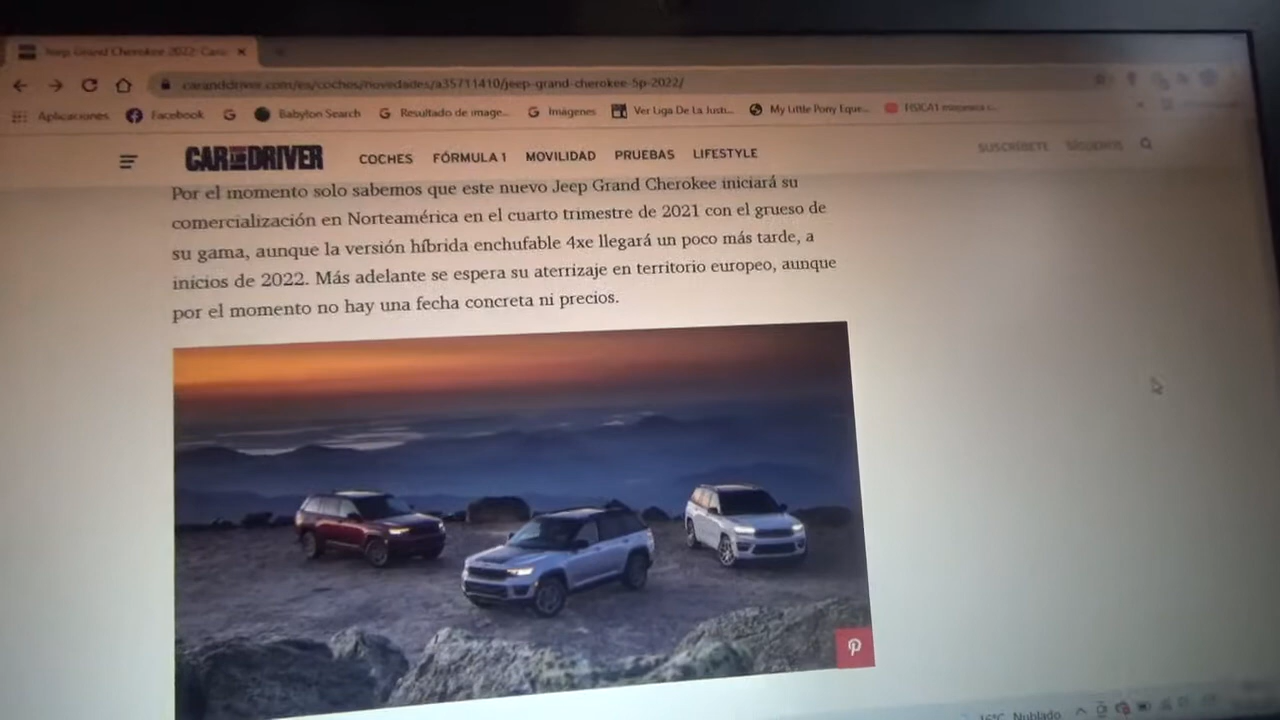 Jeep Grand Cherokee 2022: Cara
caranddriver.com/es/coches/novedades/a35711410/jeep-grand-cherokee-5p-2022/
Aplicaciones Facebook Babylon Search Resultado de image... Imágenes Ver Liga De La Justi... My Little Pony Eque...
CAR AND DRIVER COCHES FÓRMULA 1 MOVILIDAD PRUEBAS LIFESTYLE SUSCRÍBETE SÍGUENOS
Por el momento solo sabemos que este nuevo Jeep Grand Cherokee iniciará su
comercialización en Norteamérica en el cuarto trimestre de 2021 con el grueso de
su gama, aunque la versión híbrida enchufable 4xe llegará un poco más tarde, a
inicios de 2022. Más adelante se espera su aterrizaje en territorio europeo, aunque
por el momento no hay una fecha concreta ni precios.
16°C Nublado